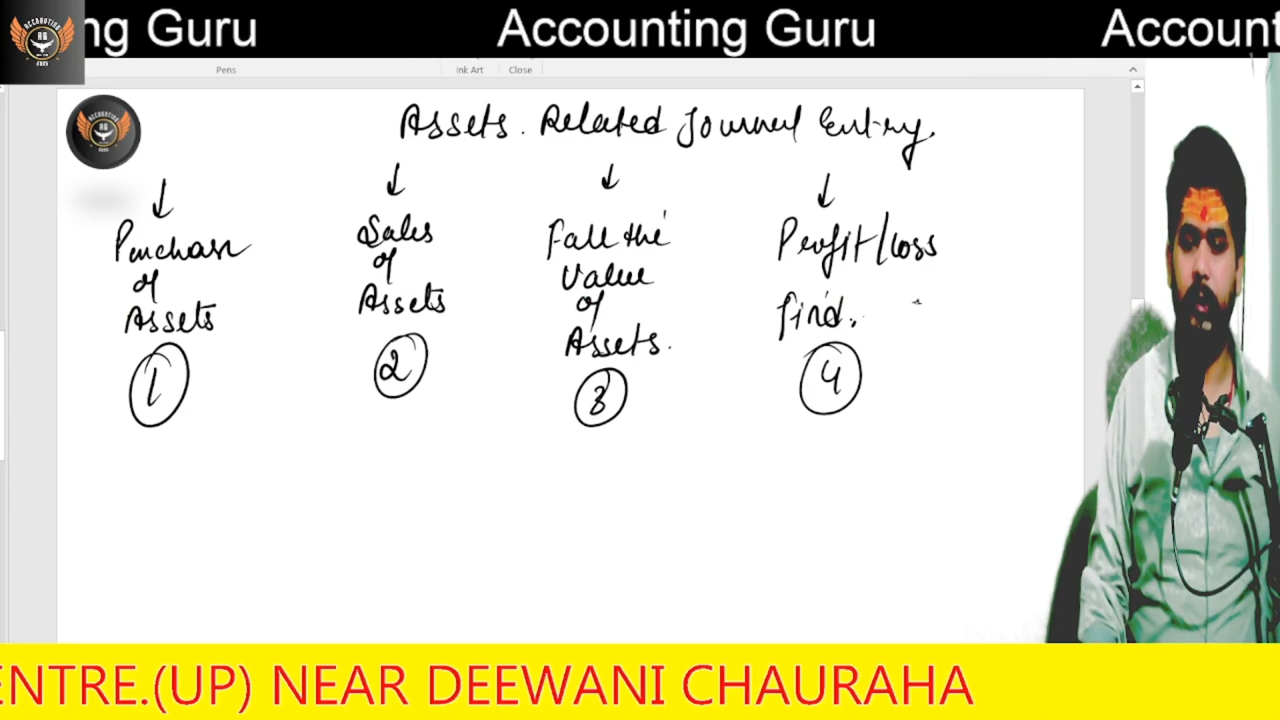 ng Guru Accounting Guru Account
Pens Ink Art Close
Assets. Related Journal Entry.
↓ ↓ ↓ ↓
Purchase
of
Assets
1
Sales
of
Assets
2
Fall the
Value
of
Assets.
3
Profit/Loss
find.
4
ENTRE.(UP) NEAR DEEWANI CHAURAHA